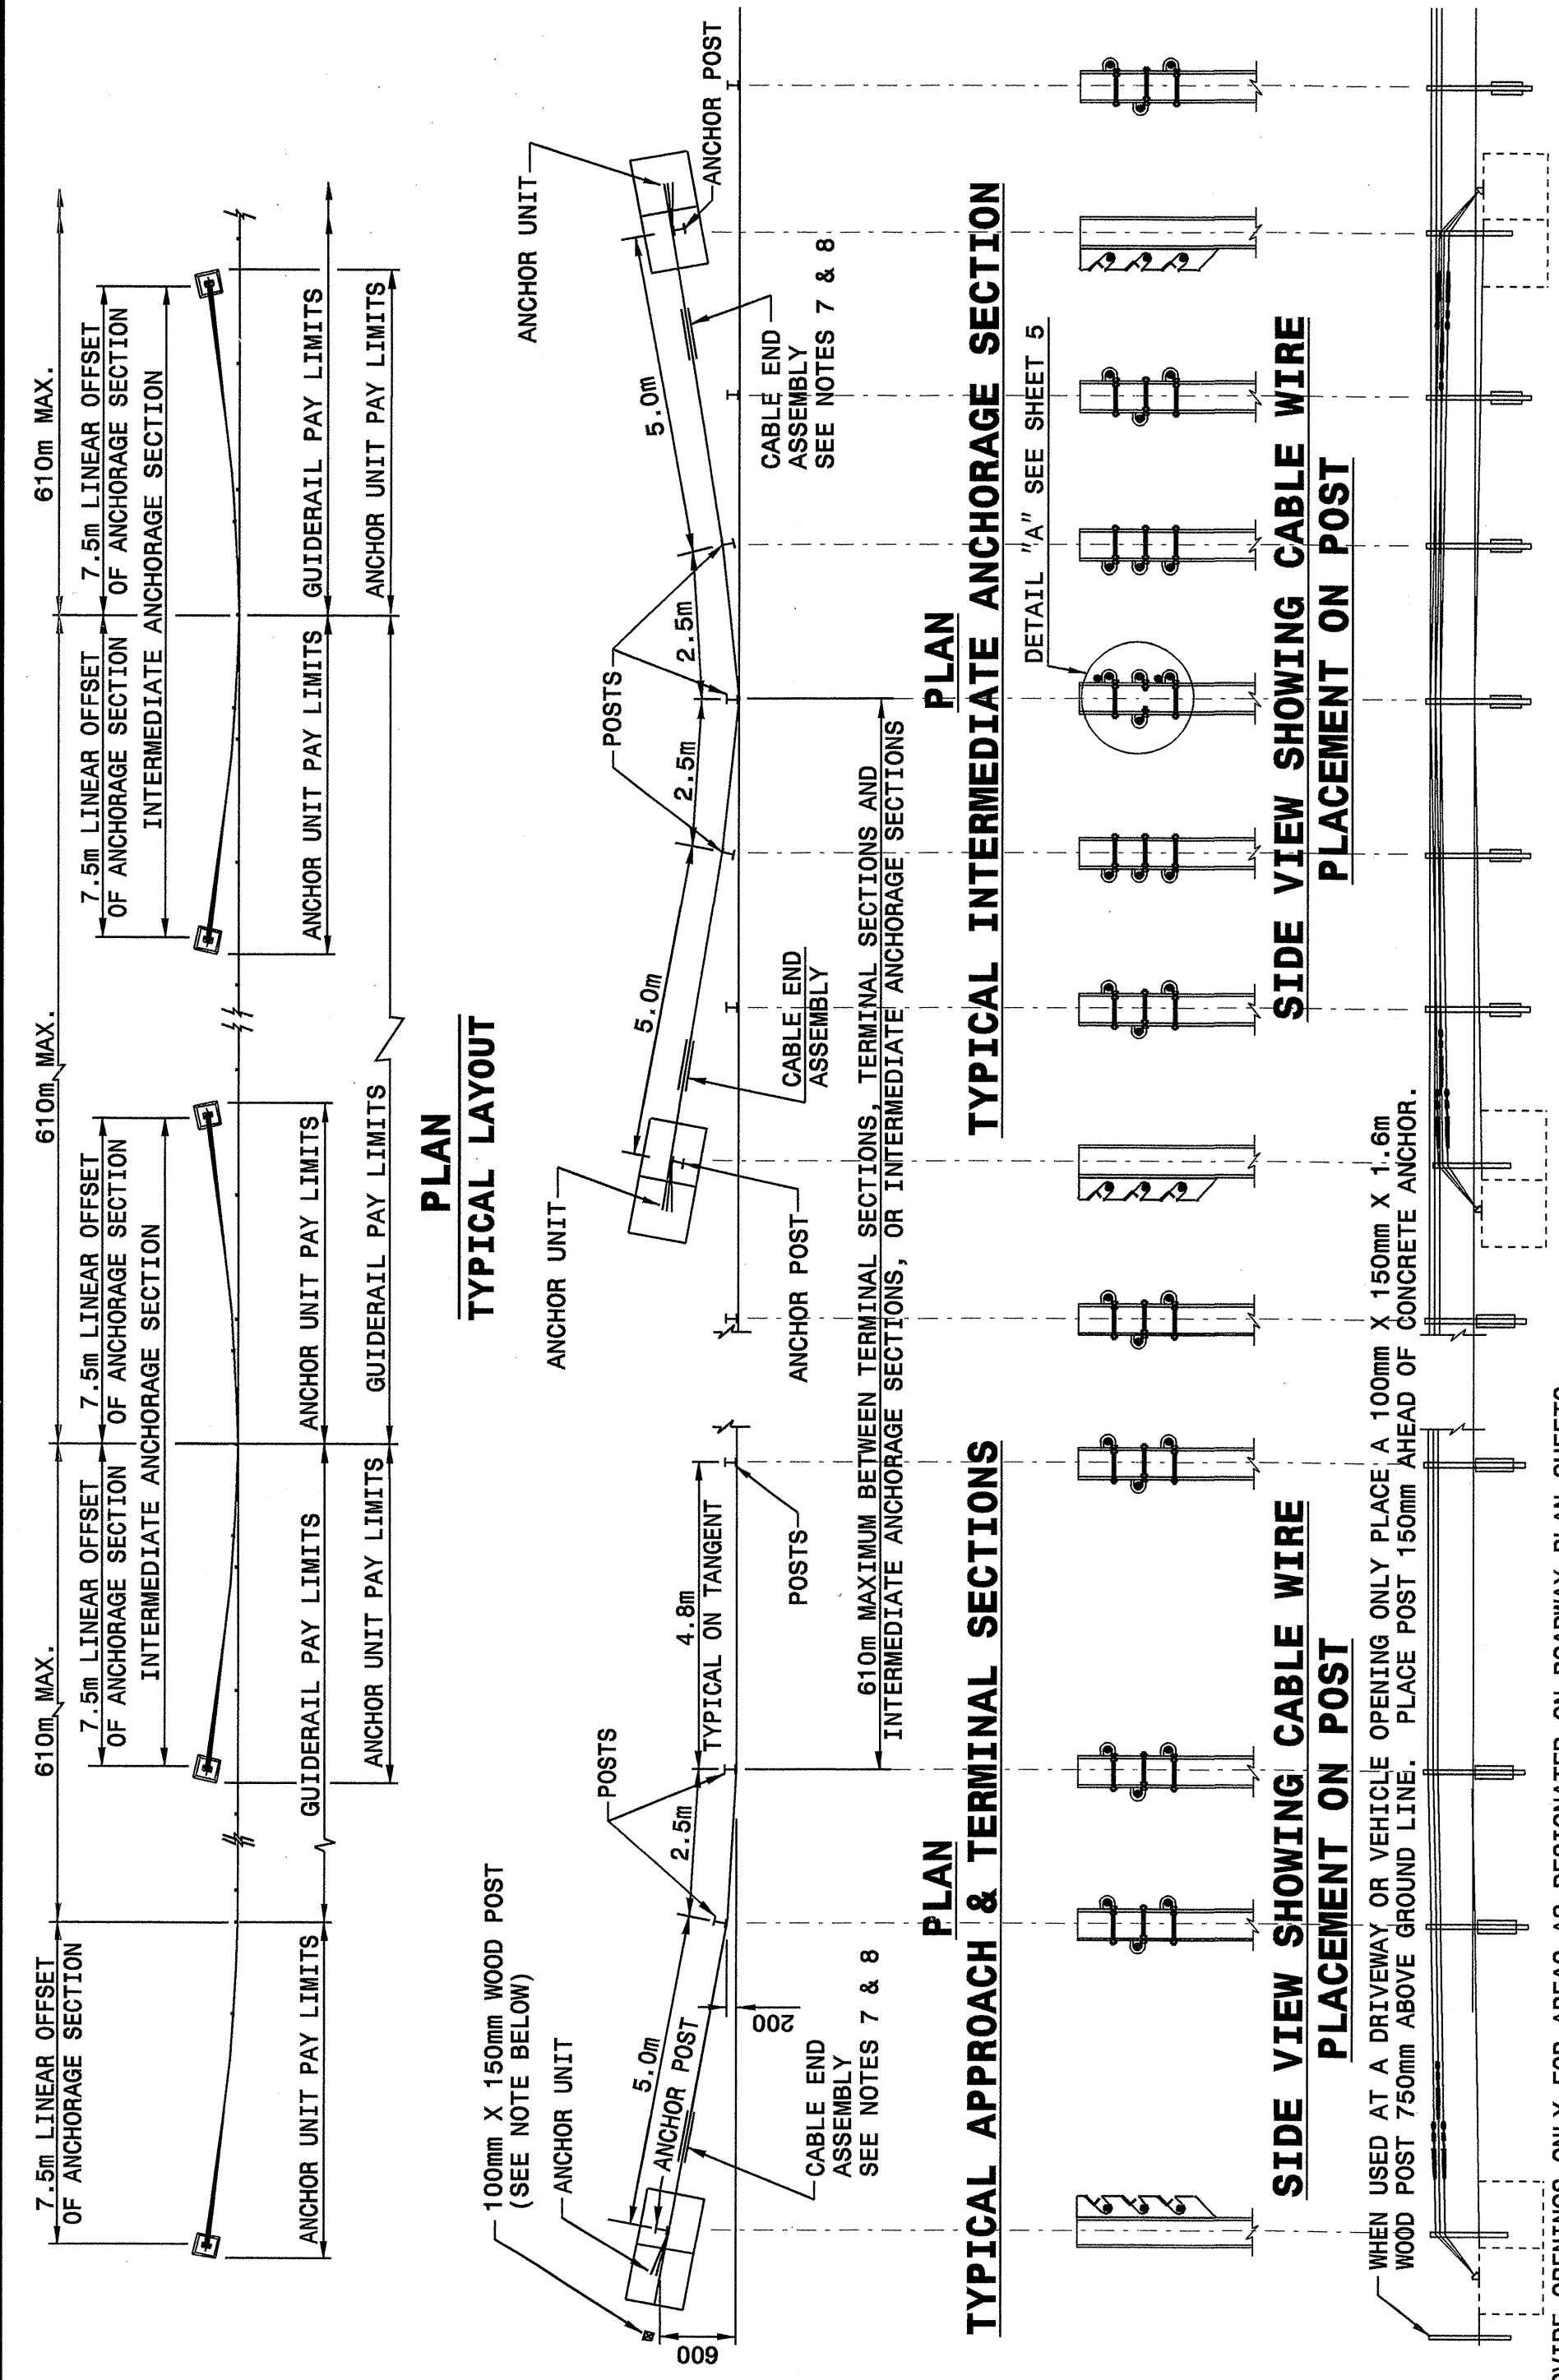 610m MAX.
610m MAX.
610m MAX.
7.5m LINEAR OFFSET
OF ANCHORAGE SECTION
7.5m LINEAR OFFSET
OF ANCHORAGE SECTION
7.5m LINEAR OFFSET
OF ANCHORAGE SECTION
7.5m LINEAR OFFSET
OF ANCHORAGE SECTION
7.5m LINEAR OFFSET
OF ANCHORAGE SECTION
INTERMEDIATE ANCHORAGE SECTION
INTERMEDIATE ANCHORAGE SECTION
ANCHOR UNIT PAY LIMITS
GUIDERAIL PAY LIMITS
ANCHOR UNIT PAY LIMITS
ANCHOR UNIT PAY LIMITS
GUIDERAIL PAY LIMITS
ANCHOR UNIT PAY LIMITS
GUIDERAIL PAY LIMITS
ANCHOR UNIT PAY LIMITS
PLAN
TYPICAL LAYOUT
100mm X 150mm WOOD POST
(SEE NOTE BELOW)
ANCHOR UNIT
5.0m
ANCHOR POST
POSTS
2.5m
4.8m
TYPICAL ON TANGENT
POSTS
600
200
CABLE END
ASSEMBLY
SEE NOTES 7 & 8
ANCHOR UNIT
5.0m
ANCHOR POST
CABLE END
ASSEMBLY
POSTS
2.5m
2.5m
5.0m
ANCHOR UNIT
ANCHOR POST
CABLE END
ASSEMBLY
SEE NOTES 7 & 8
610m MAXIMUM BETWEEN TERMINAL SECTIONS, TERMINAL SECTIONS AND
INTERMEDIATE ANCHORAGE SECTIONS, OR INTERMEDIATE ANCHORAGE SECTIONS
PLAN
TYPICAL APPROACH & TERMINAL SECTIONS
PLAN
TYPICAL INTERMEDIATE ANCHORAGE SECTION
DETAIL "A" SEE SHEET 5
SIDE VIEW SHOWING CABLE WIRE
PLACEMENT ON POST
SIDE VIEW SHOWING CABLE WIRE
PLACEMENT ON POST
WHEN USED AT A DRIVEWAY OR VEHICLE OPENING ONLY PLACE A 100mm X 150mm X 1.6m
WOOD POST 750mm ABOVE GROUND LINE. PLACE POST 150mm AHEAD OF CONCRETE ANCHOR.
OPENINGS ONLY FOR AREAS AS DESIGNATED ON ROADWAY PLAN SHEETS